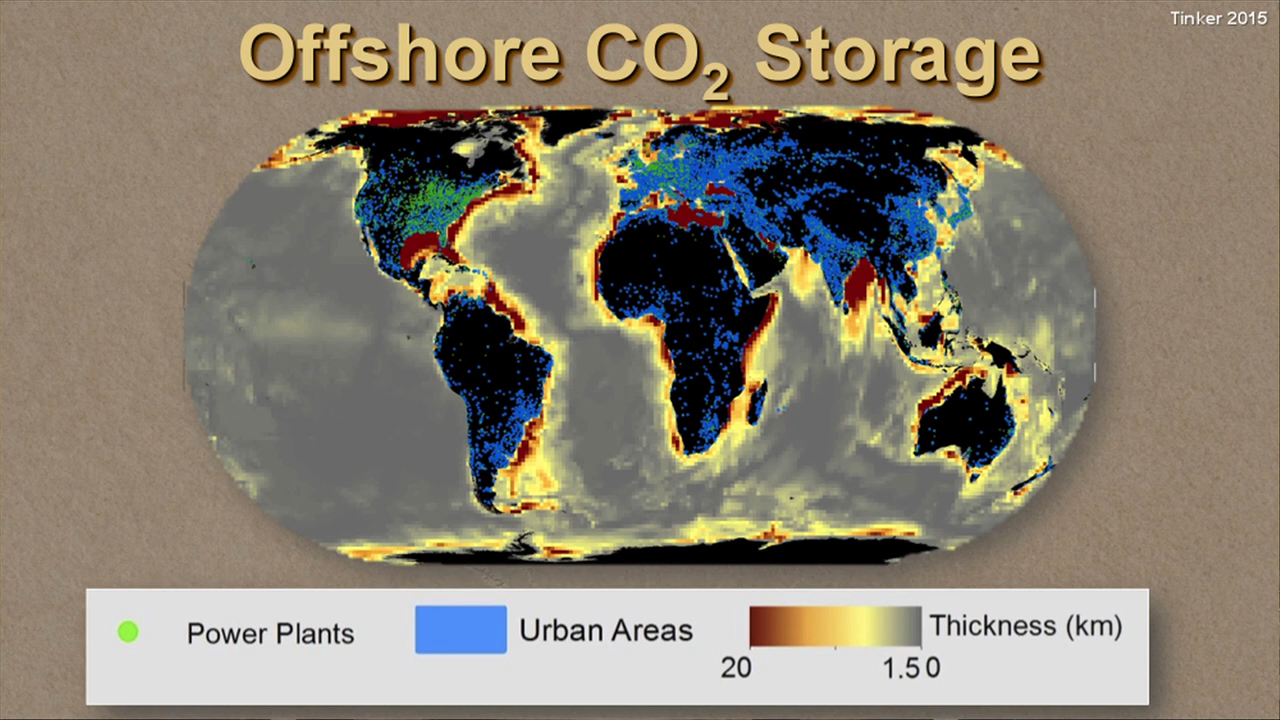 Tinker 2015
Offshore CO₂ Storage
Power Plants
Urban Areas
Thickness (km)
20
1.5 0